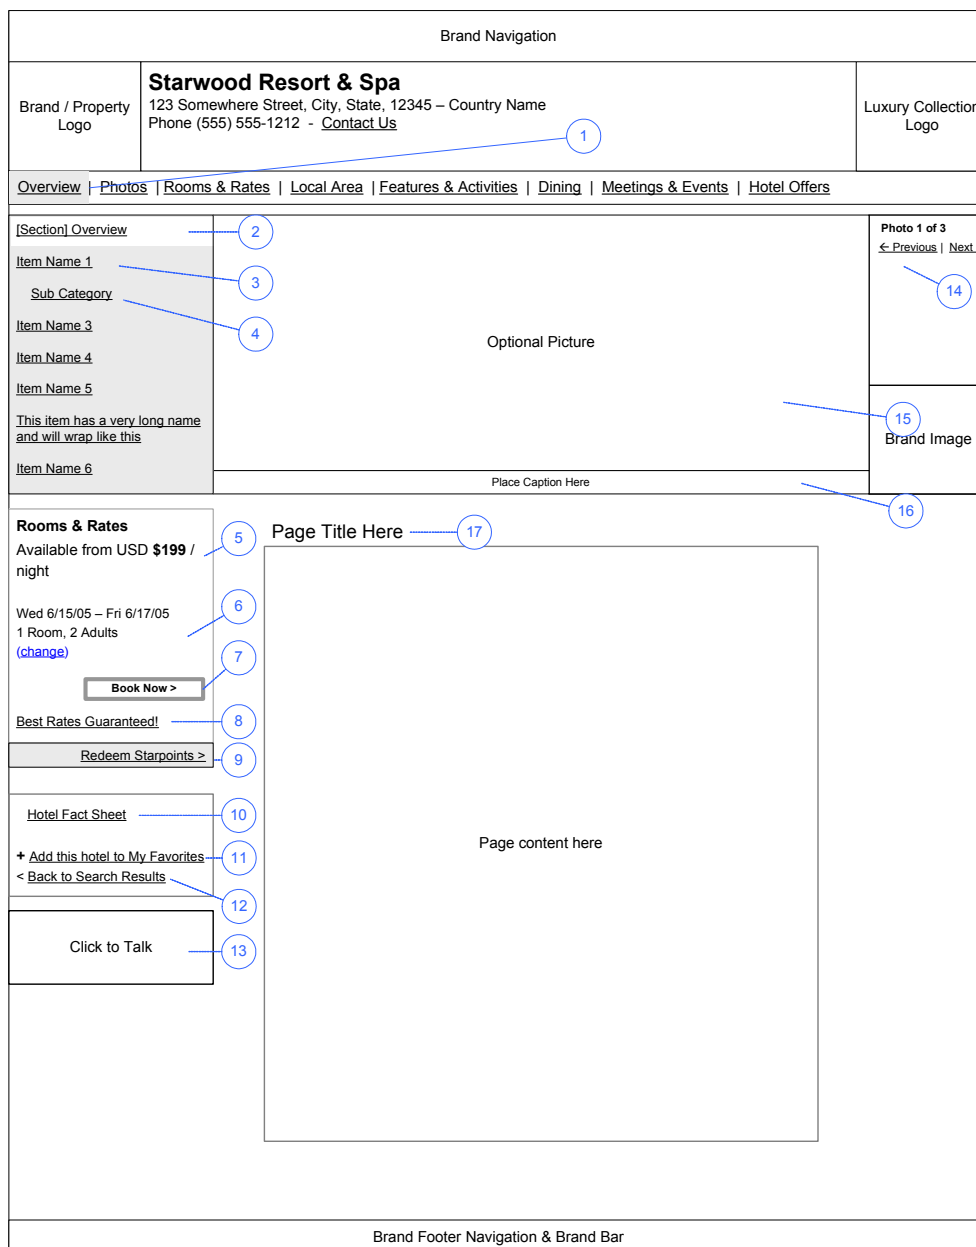 Brand Navigation
Brand / Property
Logo
Starwood Resort & Spa
123 Somewhere Street, City, State, 12345 – Country Name
Phone (555) 555-1212 - Contact Us
Luxury Collection
Logo
1
Overview | Photos | Rooms & Rates | Local Area | Features & Activities | Dining | Meetings & Events | Hotel Offers
[Section] Overview
2
Item Name 1
3
Sub Category
4
Item Name 3
Item Name 4
Item Name 5
This item has a very long name
and will wrap like this
Item Name 6
Optional Picture
Place Caption Here
Photo 1 of 3
← Previous | Next
14
15
Brand Image
16
Rooms & Rates
Available from USD $199 /
night
5
Wed 6/15/05 – Fri 6/17/05
1 Room, 2 Adults
(change)
6
Book Now >
7
Best Rates Guaranteed!
8
Redeem Starpoints >
9
Hotel Fact Sheet
10
+ Add this hotel to My Favorites
11
< Back to Search Results
12
Click to Talk
13
Page Title Here
17
Page content here
Brand Footer Navigation & Brand Bar